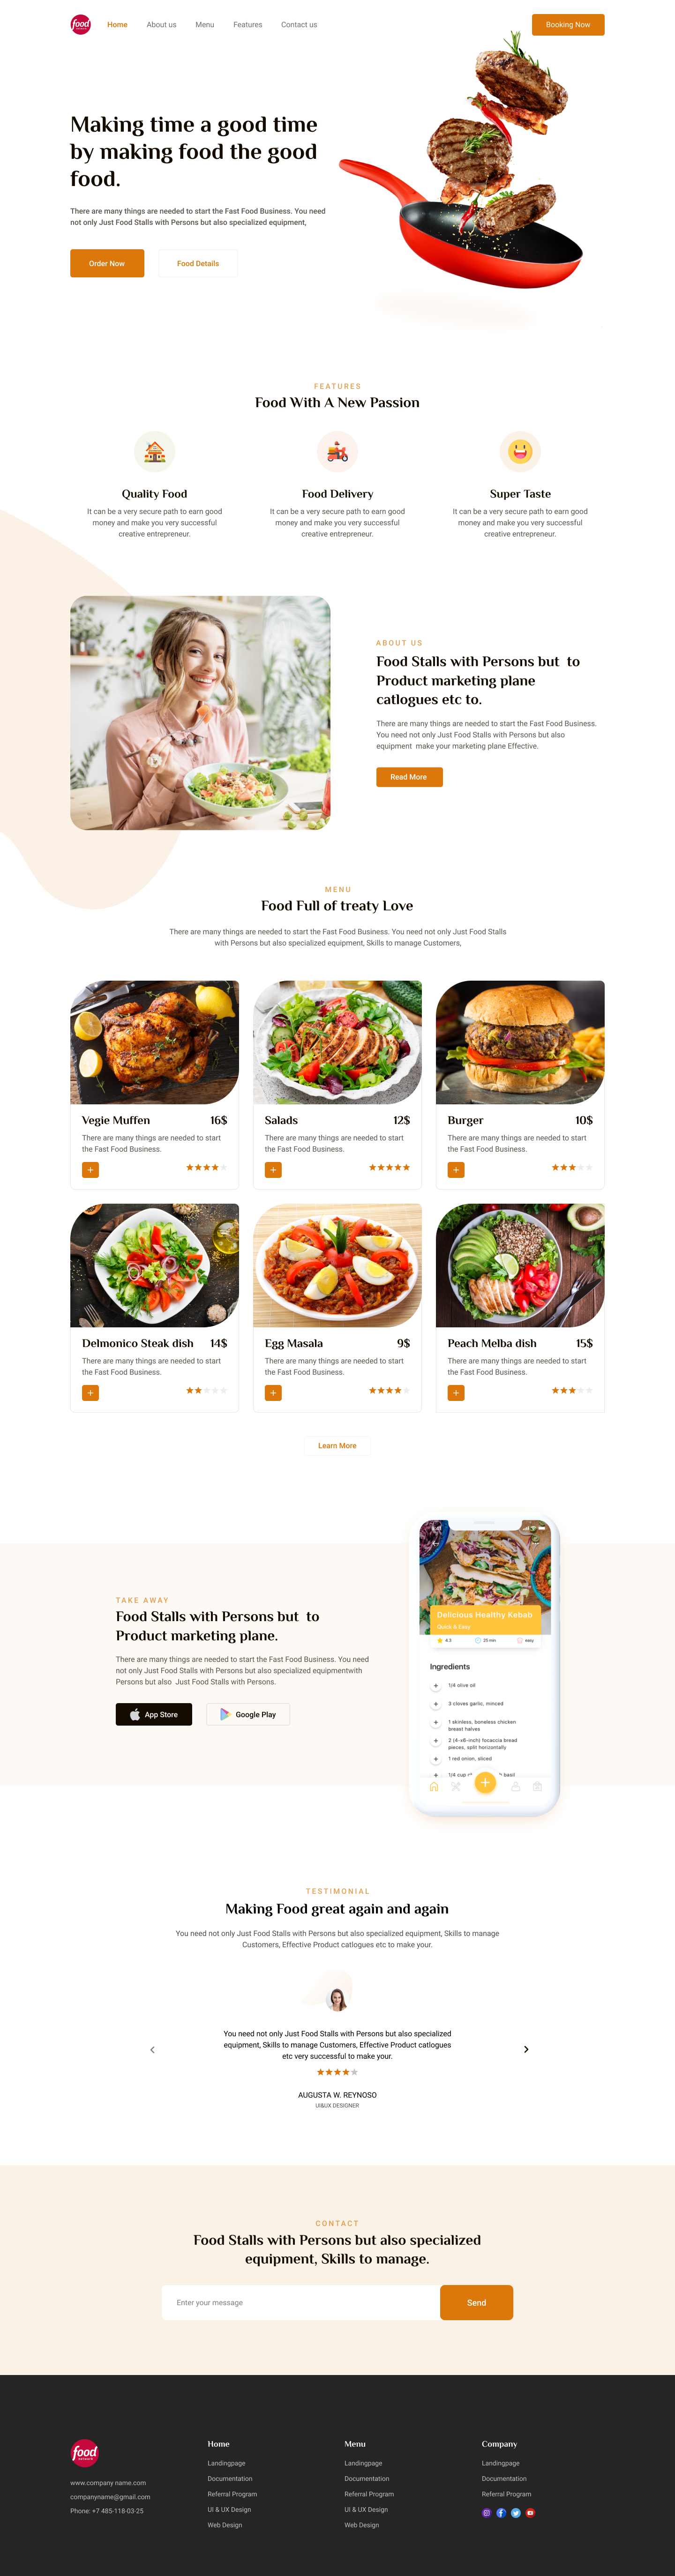 food
Home
About us
Menu
Features
Contact us
Booking Now
Making time a good time
by making food the good
food.
There are many things are needed to start the Fast Food Business. You need
not only Just Food Stalls with Persons but also specialized equipment,
Order Now
Food Details
FEATURES
Food With A New Passion
Quality Food
It can be a very secure path to earn good
money and make you very successful
creative entrepreneur.
Food Delivery
It can be a very secure path to earn good
money and make you very successful
creative entrepreneur.
Super Taste
It can be a very secure path to earn good
money and make you very successful
creative entrepreneur.
ABOUT US
Food Stalls with Persons but to
Product marketing plane
catlogues etc to.
There are many things are needed to start the Fast Food Business.
You need not only Just Food Stalls with Persons but also
equipment make your marketing plane Effective.
Read More
MENU
Food Full of treaty Love
There are many things are needed to start the Fast Food Business. You need not only Just Food Stalls
with Persons but also specialized equipment, Skills to manage Customers,
Vegie Muffen 16$
There are many things are needed to start
the Fast Food Business.
+
Salads 12$
There are many things are needed to start
the Fast Food Business.
+
Burger 10$
There are many things are needed to start
the Fast Food Business.
+
Delmonico Steak dish 14$
There are many things are needed to start
the Fast Food Business.
+
Egg Masala 9$
There are many things are needed to start
the Fast Food Business.
+
Peach Melba dish 15$
There are many things are needed to start
the Fast Food Business.
+
Learn More
TAKE AWAY
Food Stalls with Persons but to
Product marketing plane.
There are many things are needed to start the Fast Food Business. You need
not only Just Food Stalls with Persons but also specialized equipmentwith
Persons but also Just Food Stalls with Persons.
App Store
Google Play
Delicious Healthy Kebab
Quick & Easy
4.3
25 min
easy
Ingredients
1/4 olive oil
3 cloves garlic, minced
1 skinless, boneless chicken
breast halves
2 (4-x6-inch) focaccia bread
pieces, split horizontally
1 red onion, sliced
1/4 cup basil
TESTIMONIAL
Making Food great again and again
You need not only Just Food Stalls with Persons but also specialized equipment, Skills to manage
Customers, Effective Product catlogues etc to make your.
You need not only Just Food Stalls with Persons but also specialized
equipment, Skills to manage Customers, Effective Product catlogues
etc very successful to make your.
AUGUSTA W. REYNOSO
UI&UX DESIGNER
CONTACT
Food Stalls with Persons but also specialized
equipment, Skills to manage.
Enter your message
Send
food
www.company name.com
companyname@gmail.com
Phone: +7 485-118-03-25
Home
Landingpage
Documentation
Referral Program
UI & UX Design
Web Design
Menu
Landingpage
Documentation
Referral Program
UI & UX Design
Web Design
Company
Landingpage
Documentation
Referral Program